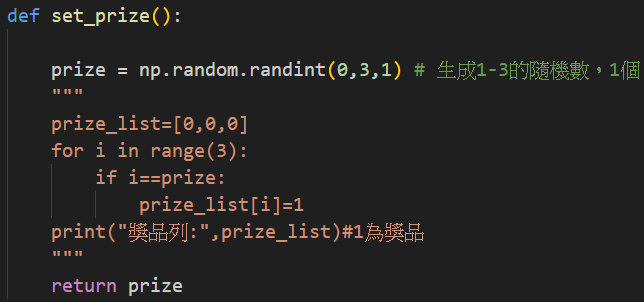 def set_prize():
    prize = np.random.randint(0,3,1) # 生成1-3的隨機數，1個
    """
    prize_list=[0,0,0]
    for i in range(3):
        if i==prize:
            prize_list[i]=1
    print("獎品列:",prize_list)#1為獎品
    """
    return prize